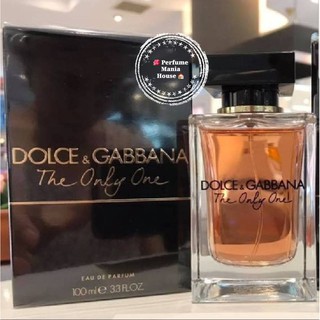 Perfume
Mania
House
DOLCE & GABBANA
The Only One
EAU DE PARFUM
100 ml ℮ 3.3 FL.OZ.
DOLCE & GABBANA
The Only One